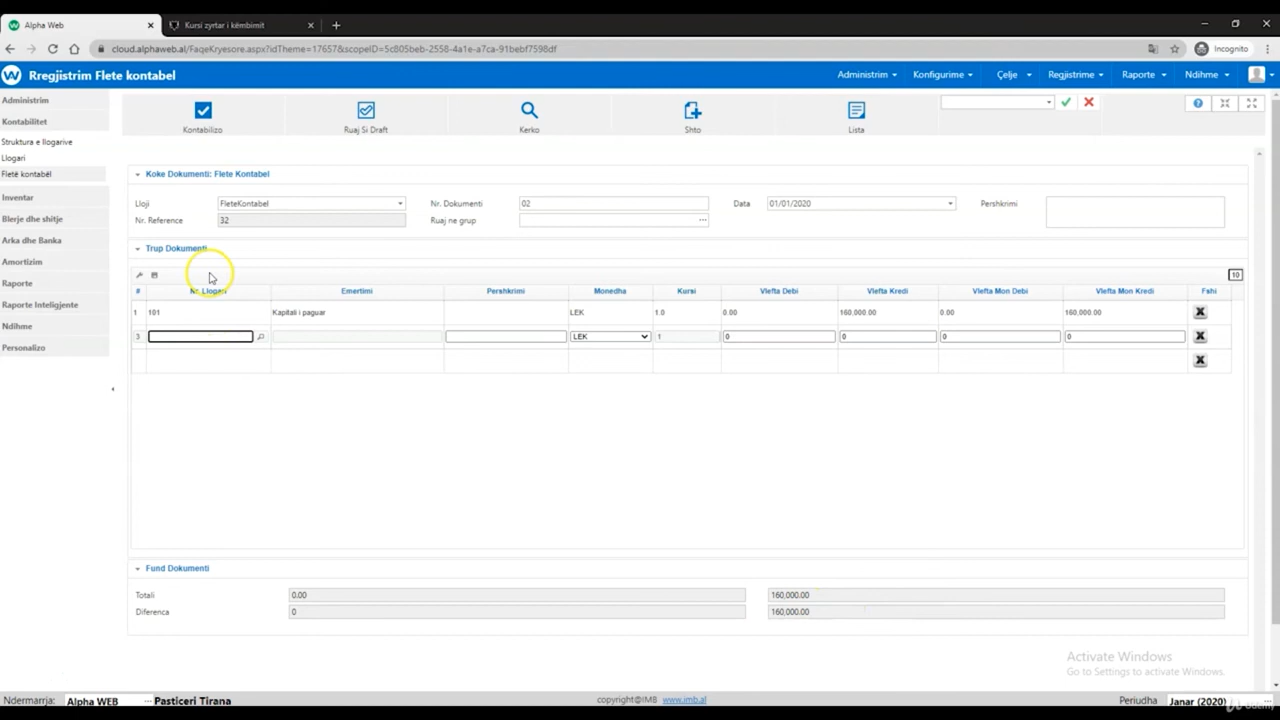 Alpha Web
Kursi zyrtar i këmbimit
cloud.alphaweb.al/FaqeKryesore.aspx?idTheme=17657&scopeID=5c805beb-2558-4a1e-a7ca-91bebf7598df
Incognito
Rregjistrim Flete kontabel
Administrim
Konfigurime
Çelje
Regjistrime
Raporte
Ndihme
Administrim
Kontabilitet
Struktura e llogarive
Llogari
Fletë kontabël
Inventar
Blerje dhe shitje
Arka dhe Banka
Amortizim
Raporte
Raporte Inteligjente
Ndihme
Personalizo
Kontabilizo
Ruaj Si Draft
Kerko
Shto
Lista
Koke Dokumenti: Flete Kontabel
Lloji FleteKontabel Nr. Dokumenti 02 Data 01/01/2020 Pershkrimi
Nr. Reference 32 Ruaj ne grup
Trup Dokumenti
10
# Nr. Llogari Emertimi Pershkrimi Monedha Kursi Vlefta Debi Vlefta Kredi Vlefta Mon Debi Vlefta Mon Kredi Fshi
1 101 Kapitali i paguar LEK 1.0 0.00 160,000.00 0.00 160,000.00 X
3 LEK 1 0 0 0 0 X
X
Fund Dokumenti
Totali 0.00 160,000.00
Diferenca 0 160,000.00
Activate Windows
Go to Settings to activate Windows.
Ndermarrja: Alpha WEB Pasticeri Tirana copyright@IMB www.imb.al Periudha Janar (2020)
Udemy